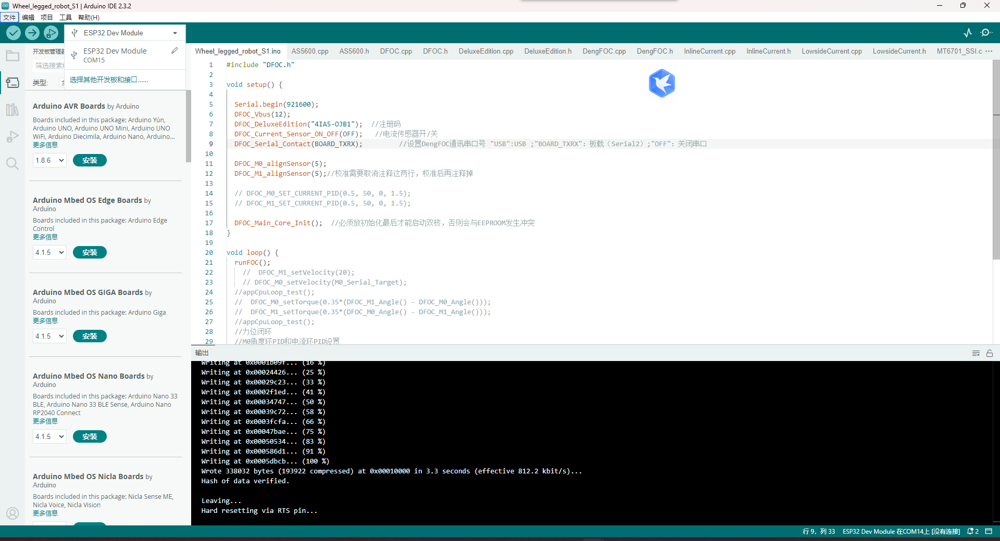 Wheel_legged_robot_S1 | Arduino IDE 2.3.2
文件 编辑 项目 工具 帮助(H)
ESP32 Dev Module
ESP32 Dev Module
COM15
选择其他开发板和接口......
开发板管理器
筛选搜索
类型:
Arduino AVR Boards by Arduino
Boards included in this package: Arduino Yún,
Arduino UNO, Arduino UNO Mini, Arduino UNO
WiFi, Arduino Diecimila, Arduino Nano, Arduino...
更多信息
1.8.6 安装
Arduino Mbed OS Edge Boards by
Arduino
Boards included in this package: Arduino Edge
Control
更多信息
4.1.5 安装
Arduino Mbed OS GIGA Boards by
Arduino
Boards included in this package: Arduino Giga
更多信息
4.1.5 安装
Arduino Mbed OS Nano Boards by
Arduino
Boards included in this package: Arduino Nano 33
BLE, Arduino Nano 33 BLE Sense, Arduino Nano
RP2040 Connect
更多信息
4.1.5 安装
Arduino Mbed OS Nicla Boards by
Arduino
Boards included in this package: Nicla Sense ME,
Nicla Voice, Nicla Vision
更多信息
Wheel_legged_robot_S1.ino AS5600.cpp AS5600.h DFOC.cpp DFOC.h DeluxeEdition.cpp DeluxeEdition.h DengFOC.cpp DengFOC.h InlineCurrent.cpp InlineCurrent.h LowsideCurrent.cpp LowsideCurrent.h MT6701_SSI.c ...
1 #include "DFOC.h"
2
3 void setup() {
4
5 Serial.begin(921600);
6 DFOC_Vbus(12);
7 DFOC_DeluxeEdition("4IA5-OJB1"); //注册码
8 DFOC_Current_Sensor_ON_OFF(OFF); //电流传感器开/关
9 DFOC_Serial_Contact(BOARD_TXRX); //设置DengFOC通讯串口号 "USB":USB ;"BOARD_TXRX": 板载（Serial2）;"OFF": 关闭串口
10
11 DFOC_M0_alignSensor(5);
12 DFOC_M1_alignSensor(5);//校准需要取消注释这两行，校准后再注释掉
13
14 // DFOC_M0_SET_CURRENT_PID(0.5, 50, 0, 1.5);
15 // DFOC_M1_SET_CURRENT_PID(0.5, 50, 0, 1.5);
16
17 DFOC_Main_Core_Init(); //必须放初始化最后才能启动双核，否则会与EEPROOM发生冲突
18 }
19
20 void loop() {
21 runFOC();
22 // DFOC_M1_setVelocity(20);
23 // DFOC_M0_setVelocity(M0_Serial_Target);
24 //appCpuLoop_test();
25 // DFOC_M0_setTorque(0.35*(DFOC_M1_Angle() - DFOC_M0_Angle()));
26 // DFOC_M1_setTorque(0.35*(DFOC_M0_Angle() - DFOC_M1_Angle()));
27 //appCpuLoop_test();
28 //力位闭环
29 //M0角度环PID和电流环PID设置
输出
Writing at 0x0001b09f... (16 %)
Writing at 0x00024426... (25 %)
Writing at 0x00029c23... (33 %)
Writing at 0x0002f1ed... (41 %)
Writing at 0x00034747... (50 %)
Writing at 0x00039c72... (58 %)
Writing at 0x0003fcfa... (66 %)
Writing at 0x00047bae... (75 %)
Writing at 0x00050534... (83 %)
Writing at 0x000586d1... (91 %)
Writing at 0x0005dbcb... (100 %)
Wrote 338032 bytes (193922 compressed) at 0x00010000 in 3.3 seconds (effective 812.2 kbit/s)...
Hash of data verified.
Leaving...
Hard resetting via RTS pin...
行 9，列 33 ESP32 Dev Module 在COM14上 [没有连接] 2